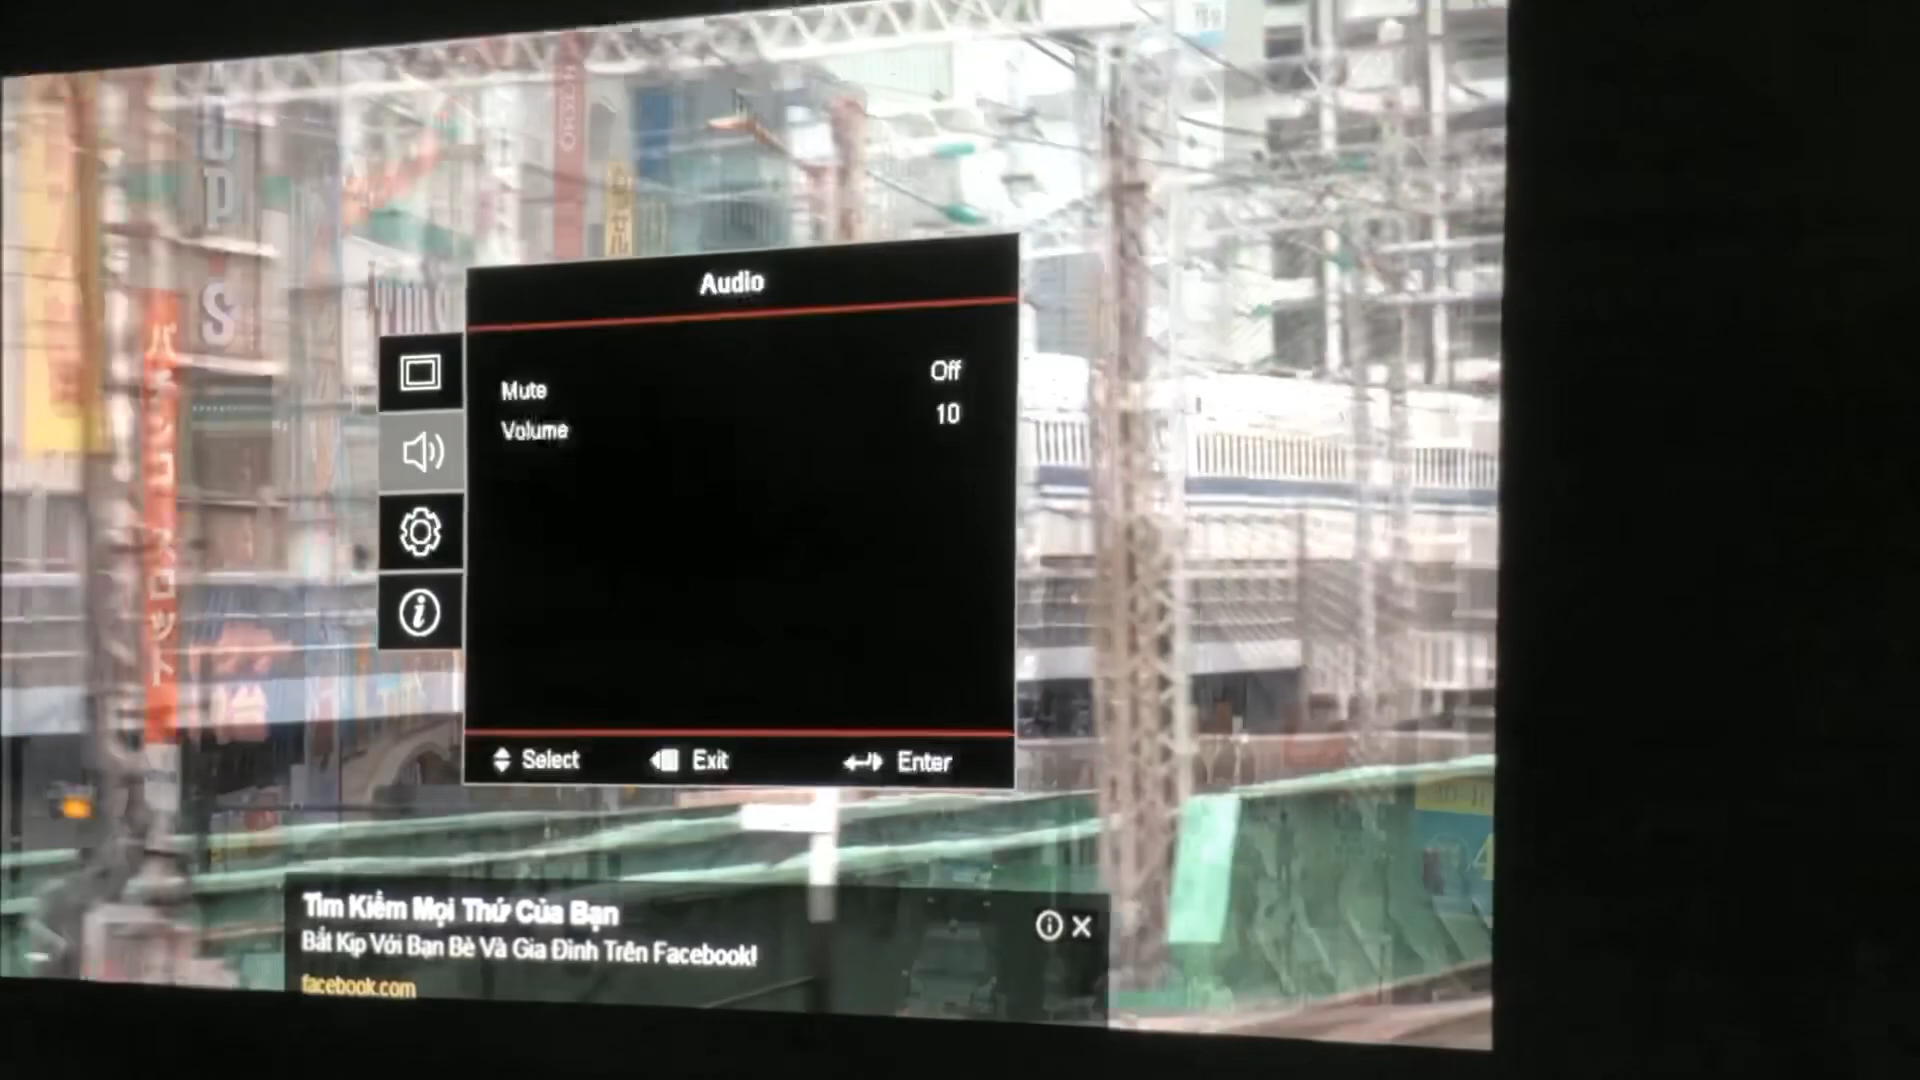 Audio
Mute Off
Volume 10
Select Exit Enter
Tìm Kiếm Mọi Thứ Của Bạn
Bắt Kịp Với Bạn Bè Và Gia Đình Trên Facebook!
facebook.com